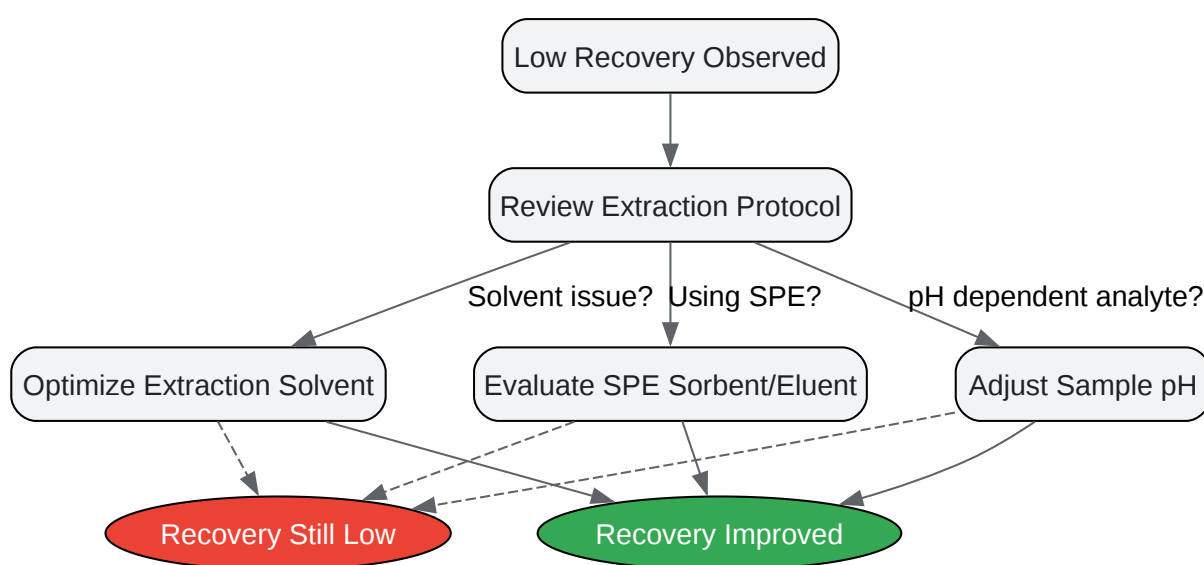 Low Recovery Observed
Review Extraction Protocol
Solvent issue?
Using SPE?
pH dependent analyte?
Optimize Extraction Solvent
Evaluate SPE Sorbent/Eluent
Adjust Sample pH
Recovery Still Low
Recovery Improved